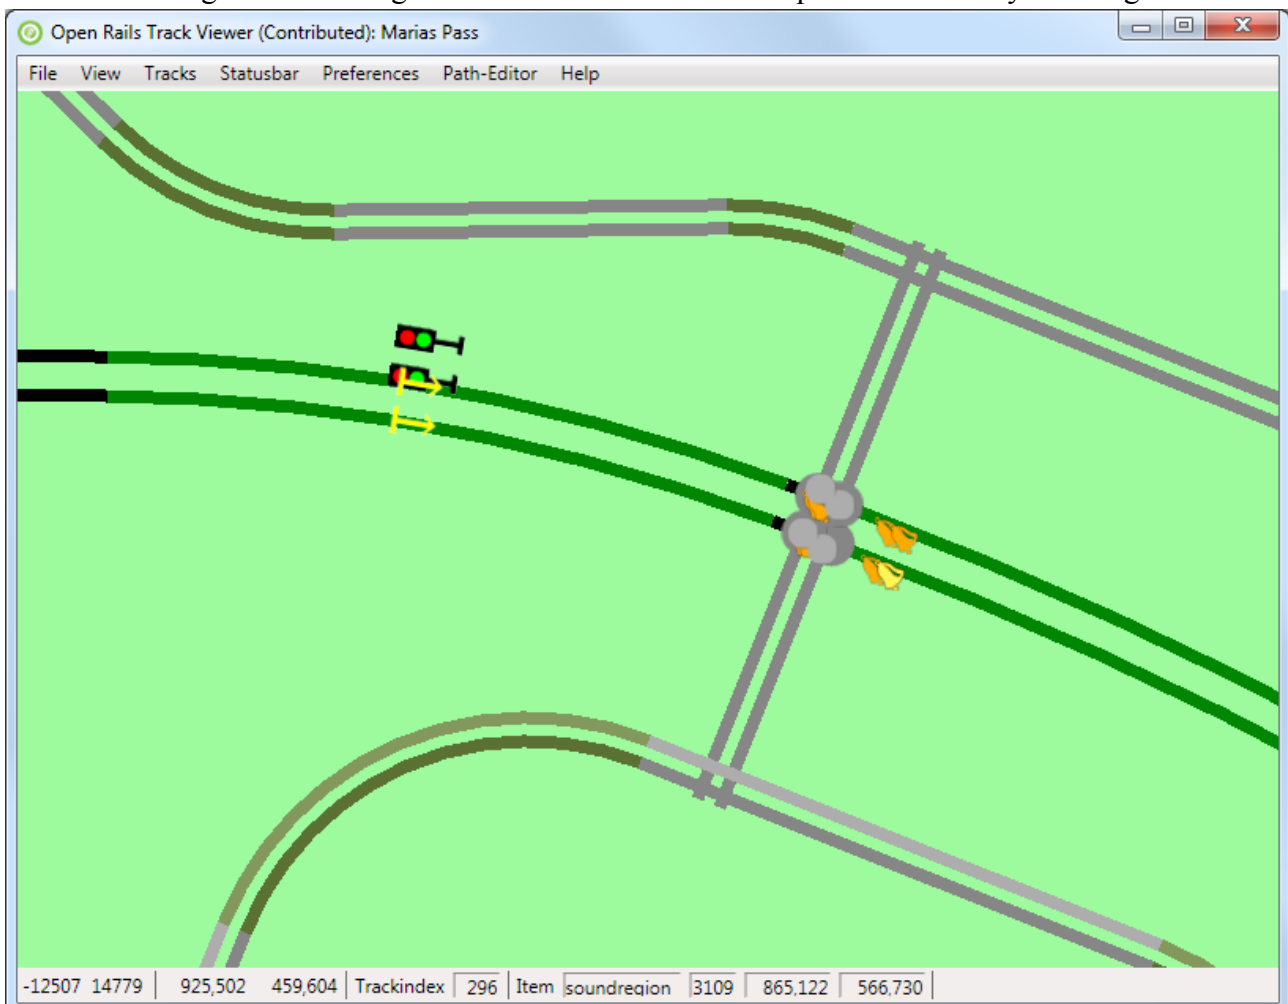 Open Rails Track Viewer (Contributed): Marias Pass
File View Tracks Statusbar Preferences Path-Editor Help
-12507 14779 925,502 459,604 Trackindex 296 Item soundregion 3109 865,122 566,730